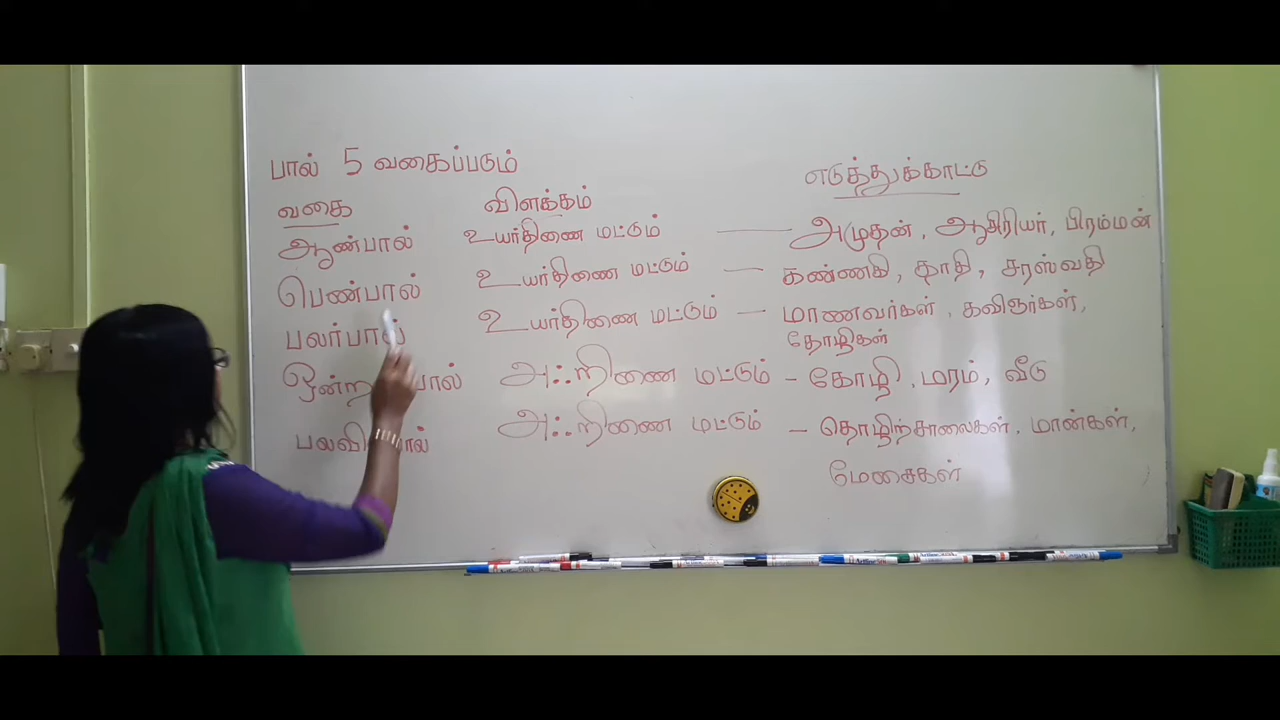 பால் 5 வகைப்படும்
எடுத்துக்காட்டு
வகை விளக்கம்
ஆண்பால் உயர்திணை மட்டும் — அமுதன், ஆசிரியர், பிரம்மன்
பெண்பால் உயர்திணை மட்டும் — கண்ணகி, தாதி, சரஸ்வதி
பலர்பால் உயர்திணை மட்டும் — மாணவர்கள், கவிஞர்கள்,
தோழிகள்
அஃறிணை மட்டும் – கோழி, மரம், வீடு
அஃறிணை மட்டும் – தொழிற்சாலைகள், மான்கள்,
மேசைகள்